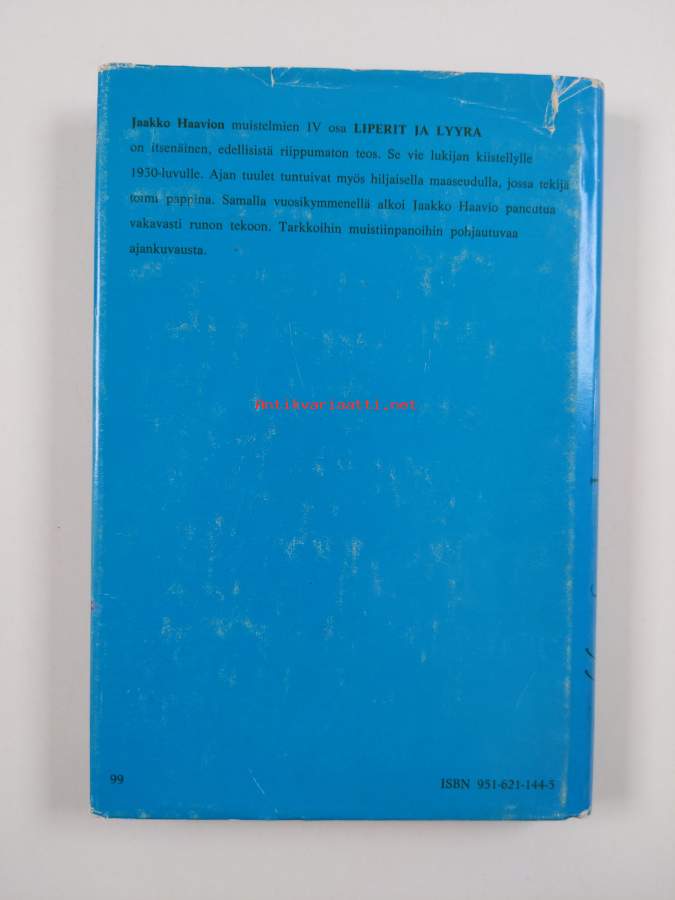 Jaakko Haavion muistelmien IV osa LIPERIT JA LYYRA
on itsenäinen, edellisistä riippumaton teos. Se vie lukijan kiistellylle
1930-luvulle. Ajan tuulet tuntuivat myös hiljaisella maaseudulla, jossa tekijä
toimi pappina. Samalla vuosikymmenellä alkoi Jaakko Haavio paneutua
vakavasti runon tekoon. Tarkkoihin muistiinpanoihin pohjautuvaa
ajankuvausta.
Antikvariaatti.net
99
ISBN 951-621-144-5